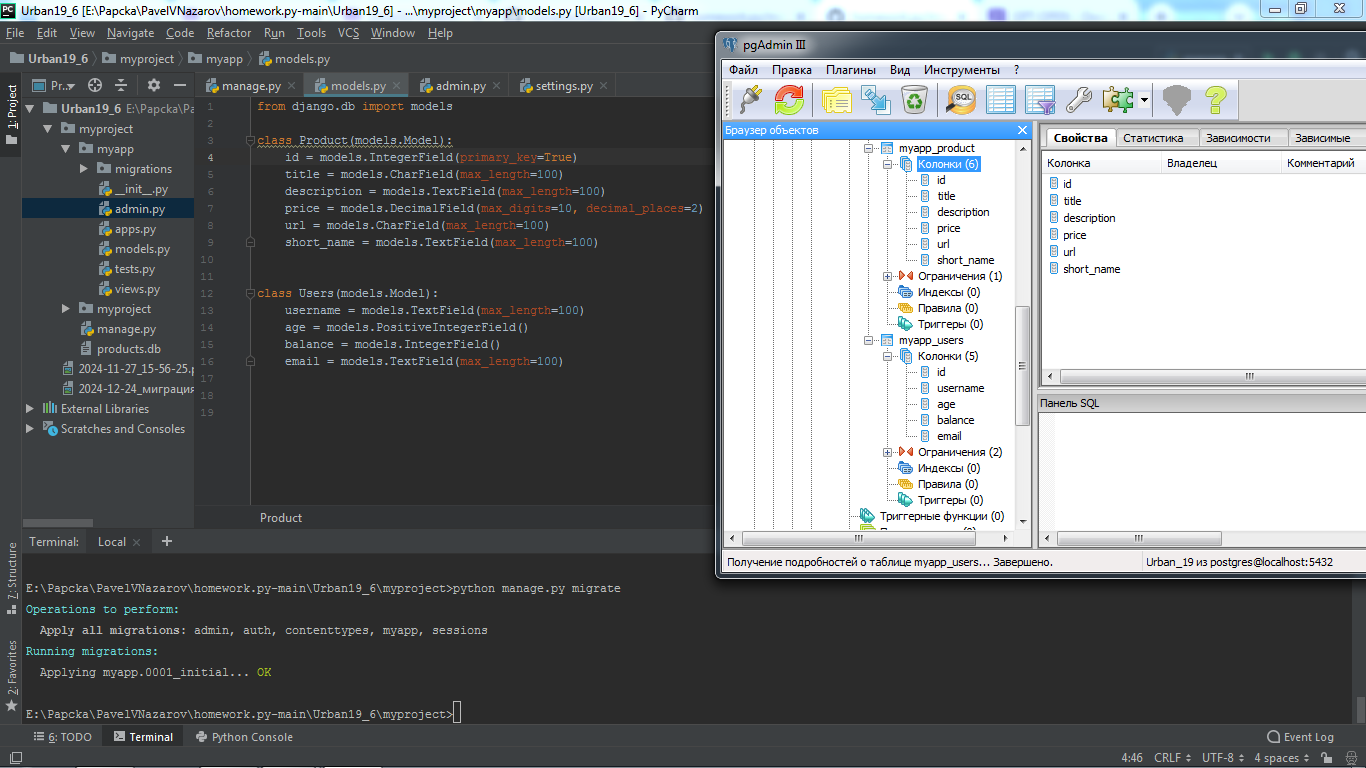 Urban19_6 [E:\Papcka\PavelVNazarov\homework.py-main\Urban19_6] - ...\myproject\myapp\models.py [Urban19_6] - PyCharm
File Edit View Navigate Code Refactor Run Tools VCS Window Help
Urban19_6 myproject myapp models.py
1: Project
Pr..
manage.py models.py admin.py settings.py
Urban19_6 E:\Papcka\Pa
myproject
myapp
migrations
__init__.py
admin.py
apps.py
models.py
tests.py
views.py
myproject
manage.py
products.db
2024-11-27_15-56-25.p
2024-12-24_миграция
External Libraries
Scratches and Consoles
1 from django.db import models
2
3 class Product(models.Model):
4 id = models.IntegerField(primary_key=True)
5 title = models.CharField(max_length=100)
6 description = models.TextField(max_length=100)
7 price = models.DecimalField(max_digits=10, decimal_places=2)
8 url = models.CharField(max_length=100)
9 short_name = models.TextField(max_length=100)
10
11
12 class Users(models.Model):
13 username = models.TextField(max_length=100)
14 age = models.PositiveIntegerField()
15 balance = models.IntegerField()
16 email = models.TextField(max_length=100)
17
18
19
Product
pgAdmin III
Файл Правка Плагины Вид Инструменты ?
SQL
Браузер объектов
myapp_product
Колонки (6)
id
title
description
price
url
short_name
Ограничения (1)
Индексы (0)
Правила (0)
Триггеры (0)
myapp_users
Колонки (5)
id
username
age
balance
email
Ограничения (2)
Индексы (0)
Правила (0)
Триггеры (0)
Триггерные функции (0)
Свойства Статистика Зависимости Зависимые
Колонка Владелец Комментарий
id
title
description
price
url
short_name
Панель SQL
Получение подробностей о таблице myapp_users... Завершено. Urban_19 из postgres@localhost:5432
Terminal: Local +
E:\Papcka\PavelVNazarov\homework.py-main\Urban19_6\myproject>python manage.py migrate
Operations to perform:
Apply all migrations: admin, auth, contenttypes, myapp, sessions
Running migrations:
Applying myapp.0001_initial... OK
E:\Papcka\PavelVNazarov\homework.py-main\Urban19_6\myproject>
7: Structure
2: Favorites
6: TODO Terminal Python Console Event Log
4:46 CRLF UTF-8 4 spaces